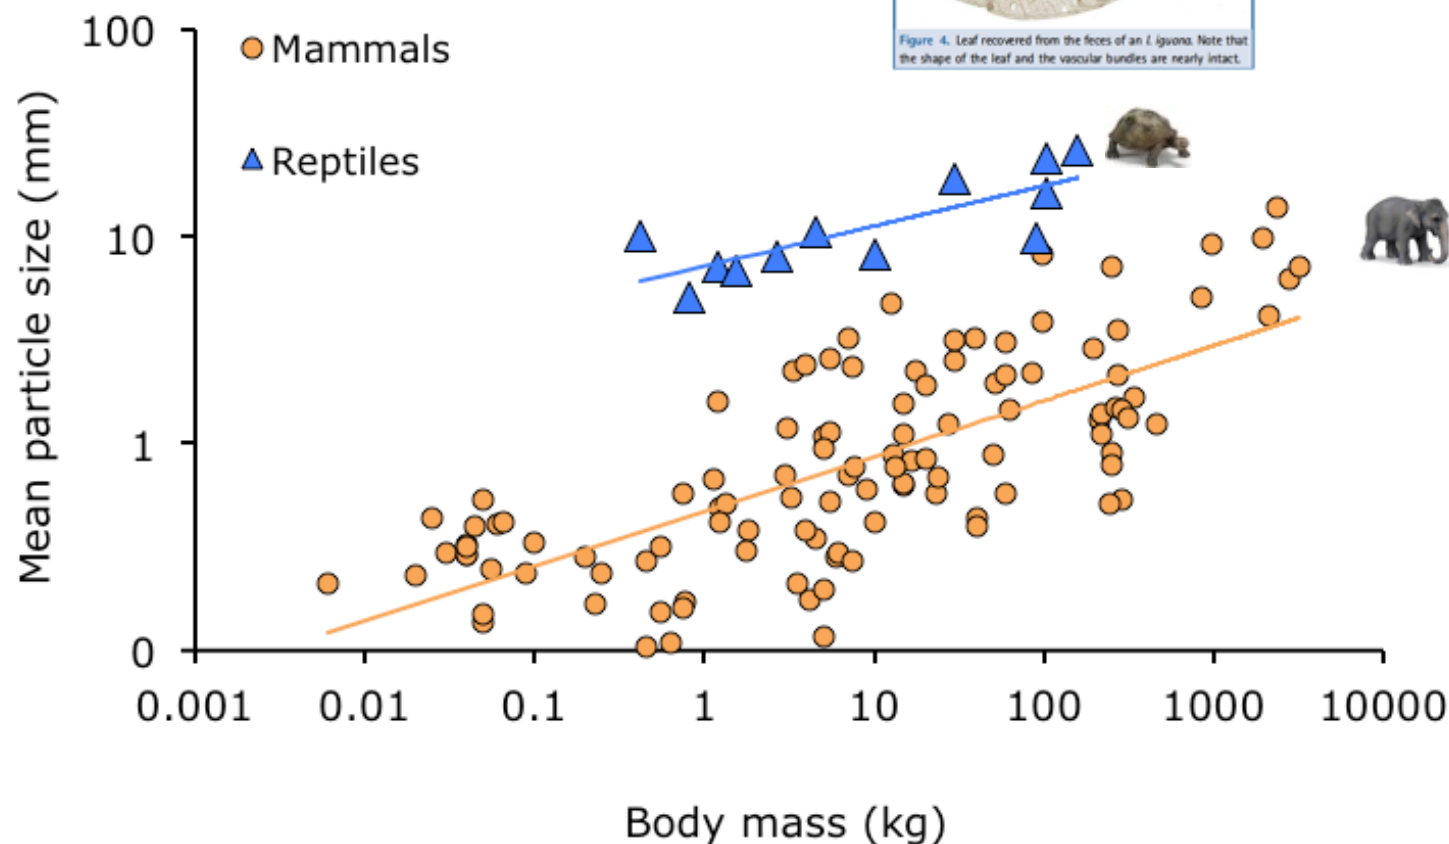 Figure 4. Leaf recovered from the feces of an I. iguana. Note that
the shape of the leaf and the vascular bundles are nearly intact.
Mammals
Reptiles
Mean particle size (mm)
100
10
1
0
0.001 0.01 0.1 1 10 100 1000 10000
Body mass (kg)